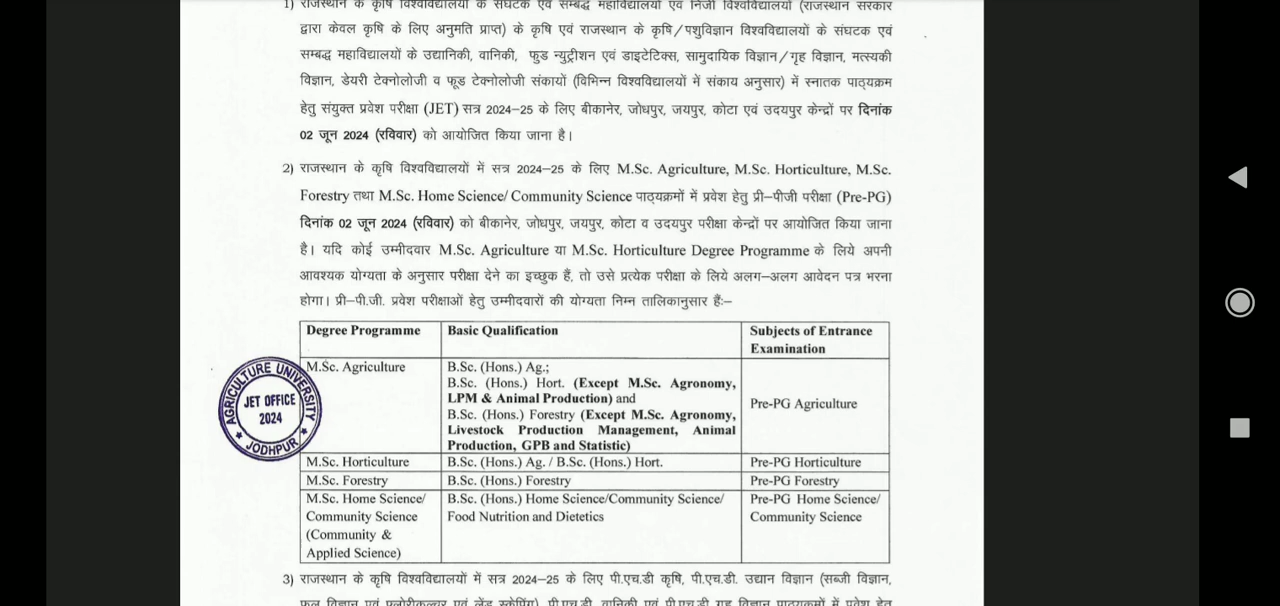 1) राजस्थान के कृषि विश्वविद्यालयों के संघटक एवं सम्बद्ध महाविद्यालयों एवं निजी विश्वविद्यालयों (राजस्थान सरकार
द्वारा केवल कृषि के लिए अनुमति प्राप्त) के कृषि एवं राजस्थान के कृषि/पशुविज्ञान विश्वविद्यालयों के संघटक एवं
सम्बद्ध महाविद्यालयों के उद्यानिकी, वानिकी, फुड न्युट्रीशन एवं डाइटेटिक्स, सामुदायिक विज्ञान/गृह विज्ञान, मत्स्यकी
विज्ञान, डेयरी टेक्नोलोजी व फूड टेक्नोलोजी संकायों (विभिन्न विश्वविद्यालयों में संकाय अनुसार) में स्नातक पाठ्यक्रम
हेतु संयुक्त प्रवेश परीक्षा (JET) सत्र 2024-25 के लिए बीकानेर, जोधपुर, जयपुर, कोटा एवं उदयपुर केन्द्रों पर दिनांक
02 जून 2024 (रविवार) को आयोजित किया जाना है।
2) राजस्थान के कृषि विश्वविद्यालयों में सत्र 2024-25 के लिए M.Sc. Agriculture, M.Sc. Horticulture, M.Sc.
Forestry तथा M.Sc. Home Science/ Community Science पाठ्यक्रमों में प्रवेश हेतु प्री-पीजी परीक्षा (Pre-PG)
दिनांक 02 जून 2024 (रविवार) को बीकानेर, जोधपुर, जयपुर, कोटा व उदयपुर परीक्षा केन्द्रों पर आयोजित किया जाना
है। यदि कोई उम्मीदवार M.Sc. Agriculture या M.Sc. Horticulture Degree Programme के लिये अपनी
आवश्यक योग्यता के अनुसार परीक्षा देने का इच्छुक हैं, तो उसे प्रत्येक परीक्षा के लिये अलग-अलग आवेदन पत्र भरना
होगा। प्री-पी.जी. प्रवेश परीक्षाओं हेतु उम्मीदवारों की योग्यता निम्न तालिकानुसार हैः-
Degree Programme Basic Qualification Subjects of Entrance
Examination
M.Sc. Agriculture B.Sc. (Hons.) Ag.;
B.Sc. (Hons.) Hort. (Except M.Sc. Agronomy,
LPM & Animal Production) and
Pre-PG Agriculture
B.Sc. (Hons.) Forestry (Except M.Sc. Agronomy,
Livestock Production Management, Animal
Production, GPB and Statistic)
AGRICULTURE UNIVERSITY
JET OFFICE
2024
JODHPUR
M.Sc. Horticulture B.Sc. (Hons.) Ag. / B.Sc. (Hons.) Hort. Pre-PG Horticulture
M.Sc. Forestry B.Sc. (Hons.) Forestry Pre-PG Forestry
M.Sc. Home Science/ B.Sc. (Hons.) Home Science/Community Science/ Pre-PG Home Science/
Community Science Food Nutrition and Dietetics Community Science
(Community &
Applied Science)
3) राजस्थान के कृषि विश्वविद्यालयों में सत्र 2024-25 के लिए पी.एच.डी कृषि, पी.एच.डी. उद्यान विज्ञान (सब्जी विज्ञान,
फल विज्ञान एवं फ्लोरीकल्चर एवं लेंड स्केपिंग), पी.एच.डी. वानिकी एवं पी.एच.डी गृह विज्ञान पाठ्यक्रमों में प्रवेश हेतु